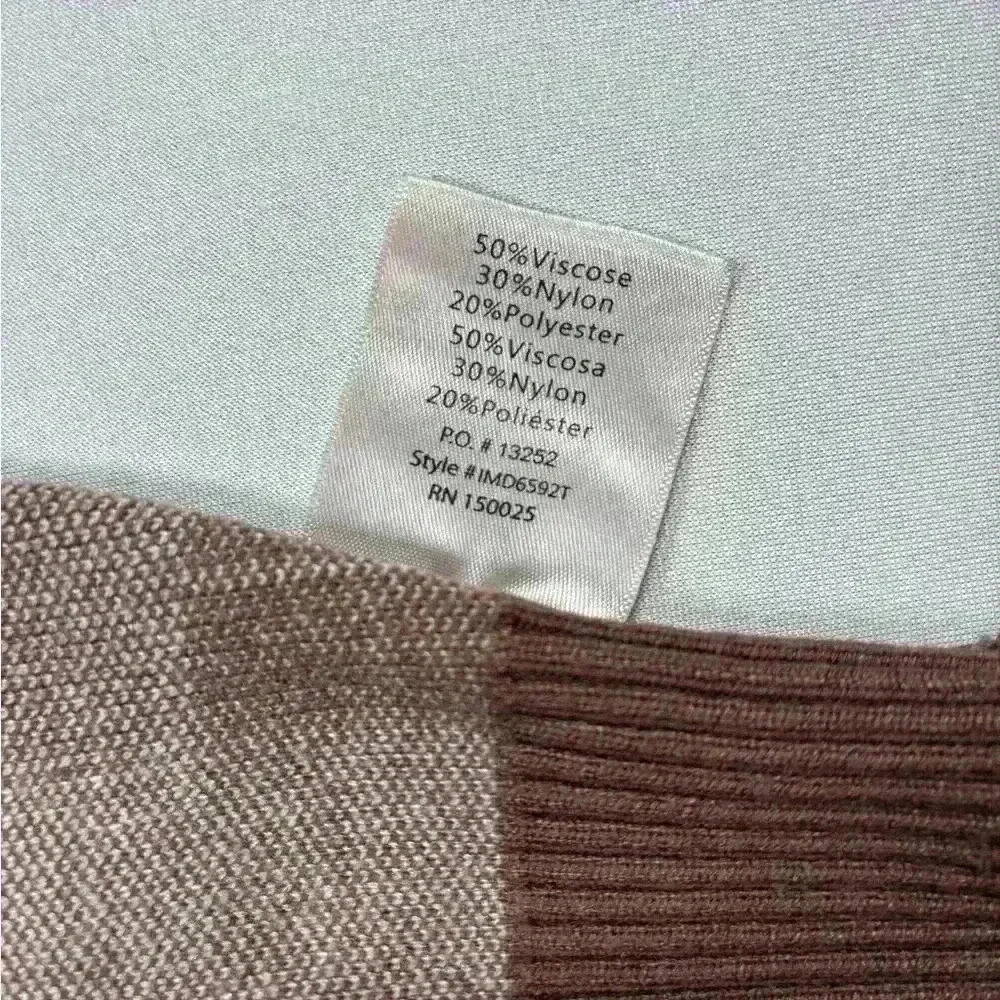 50%Viscose
30%Nylon
20%Polyester
50%Viscosa
30%Nylon
20%Poliéster
P.O. # 13252
Style #IMD6592T
RN 150025